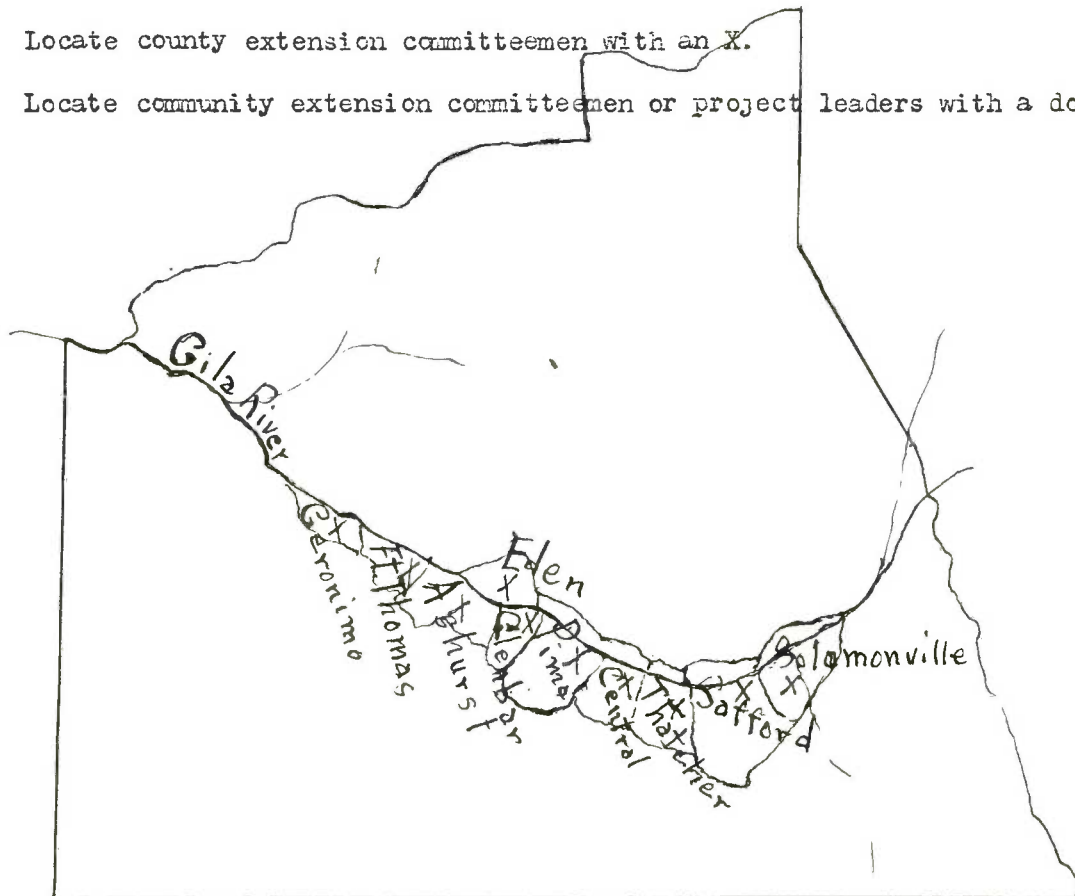 Locate county extension committeemen with an X.
Locate community extension committeemen or project leaders with a do
Gila River
Geronimo
X
Ft Thomas
X
Ashurst
X
Eden
X
Glenbar
X
Pima
X
Central
X
Thatcher
X
Safford
X
Solomonville
X